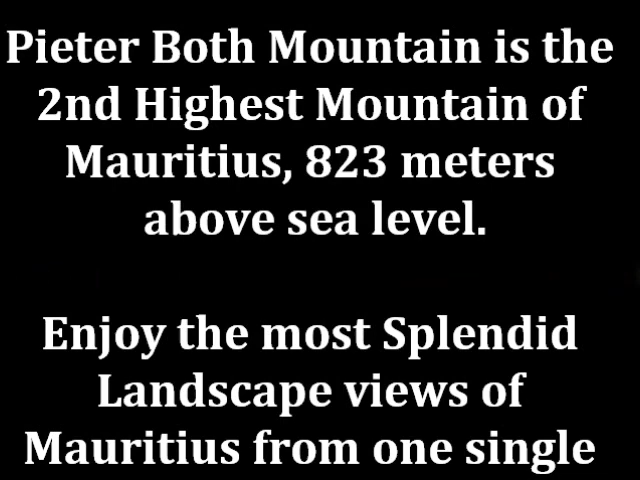 Pieter Both Mountain is the
2nd Highest Mountain of
Mauritius, 823 meters
above sea level.
Enjoy the most Splendid
Landscape views of
Mauritius from one single